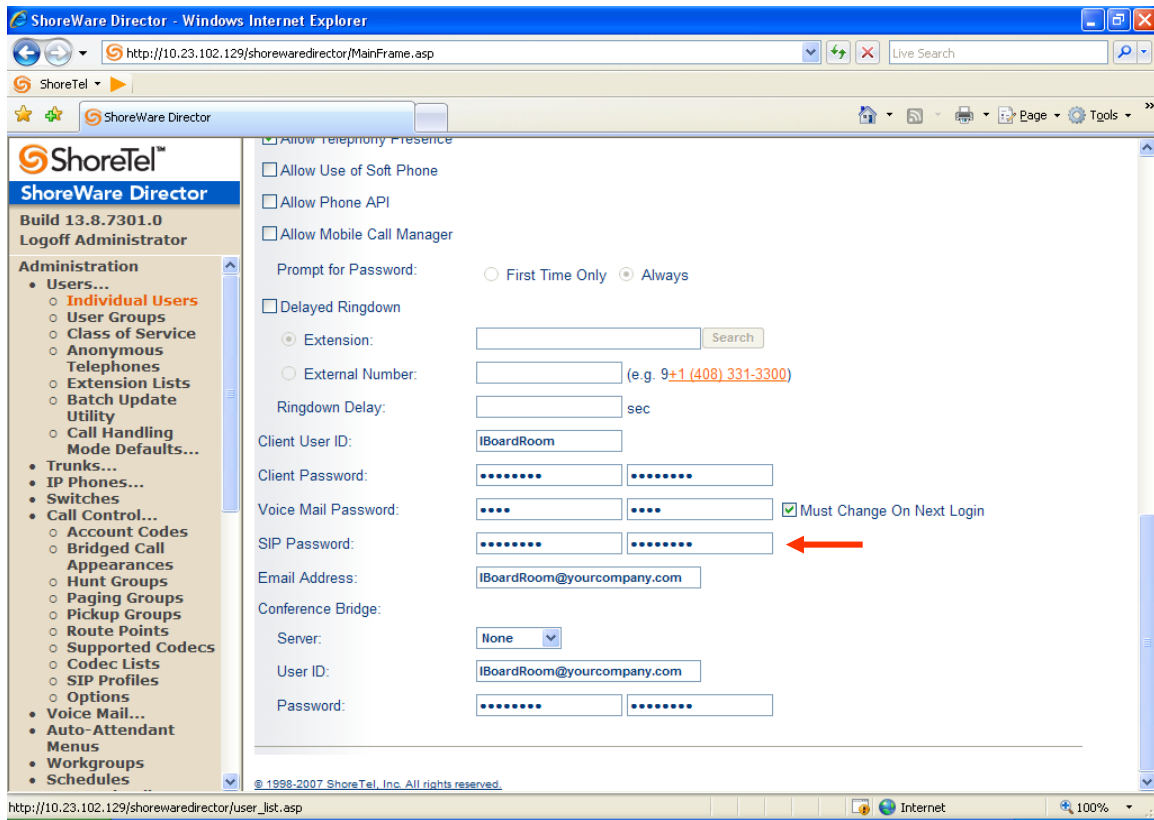 ShoreWare Director - Windows Internet Explorer
http://10.23.102.129/shorewaredirector/MainFrame.asp
Live Search
ShoreTel
ShoreWare Director
Page Tools »
ShoreTel™
ShoreWare Director
Build 13.8.7301.0
Logoff Administrator
Administration
• Users...
○ Individual Users
○ User Groups
○ Class of Service
○ Anonymous
Telephones
○ Extension Lists
○ Batch Update
Utility
○ Call Handling
Mode Defaults...
• Trunks...
• IP Phones...
• Switches
• Call Control...
○ Account Codes
○ Bridged Call
Appearances
○ Hunt Groups
○ Paging Groups
○ Pickup Groups
○ Route Points
○ Supported Codecs
○ Codec Lists
○ SIP Profiles
○ Options
• Voice Mail...
• Auto-Attendant
Menus
• Workgroups
• Schedules
Allow Telephony Presence
Allow Use of Soft Phone
Allow Phone API
Allow Mobile Call Manager
Prompt for Password: First Time Only Always
Delayed Ringdown
Extension: Search
External Number: (e.g. 9+1 (408) 331-3300)
Ringdown Delay: sec
Client User ID: IBoardRoom
Client Password: •••••••• ••••••••
Voice Mail Password: •••• •••• Must Change On Next Login
SIP Password: •••••••• ••••••••
Email Address: IBoardRoom@yourcompany.com
Conference Bridge:
Server: None
User ID: IBoardRoom@yourcompany.com
Password: •••••••• ••••••••
© 1998-2007 ShoreTel, Inc. All rights reserved.
http://10.23.102.129/shorewaredirector/user_list.asp
Internet
100%